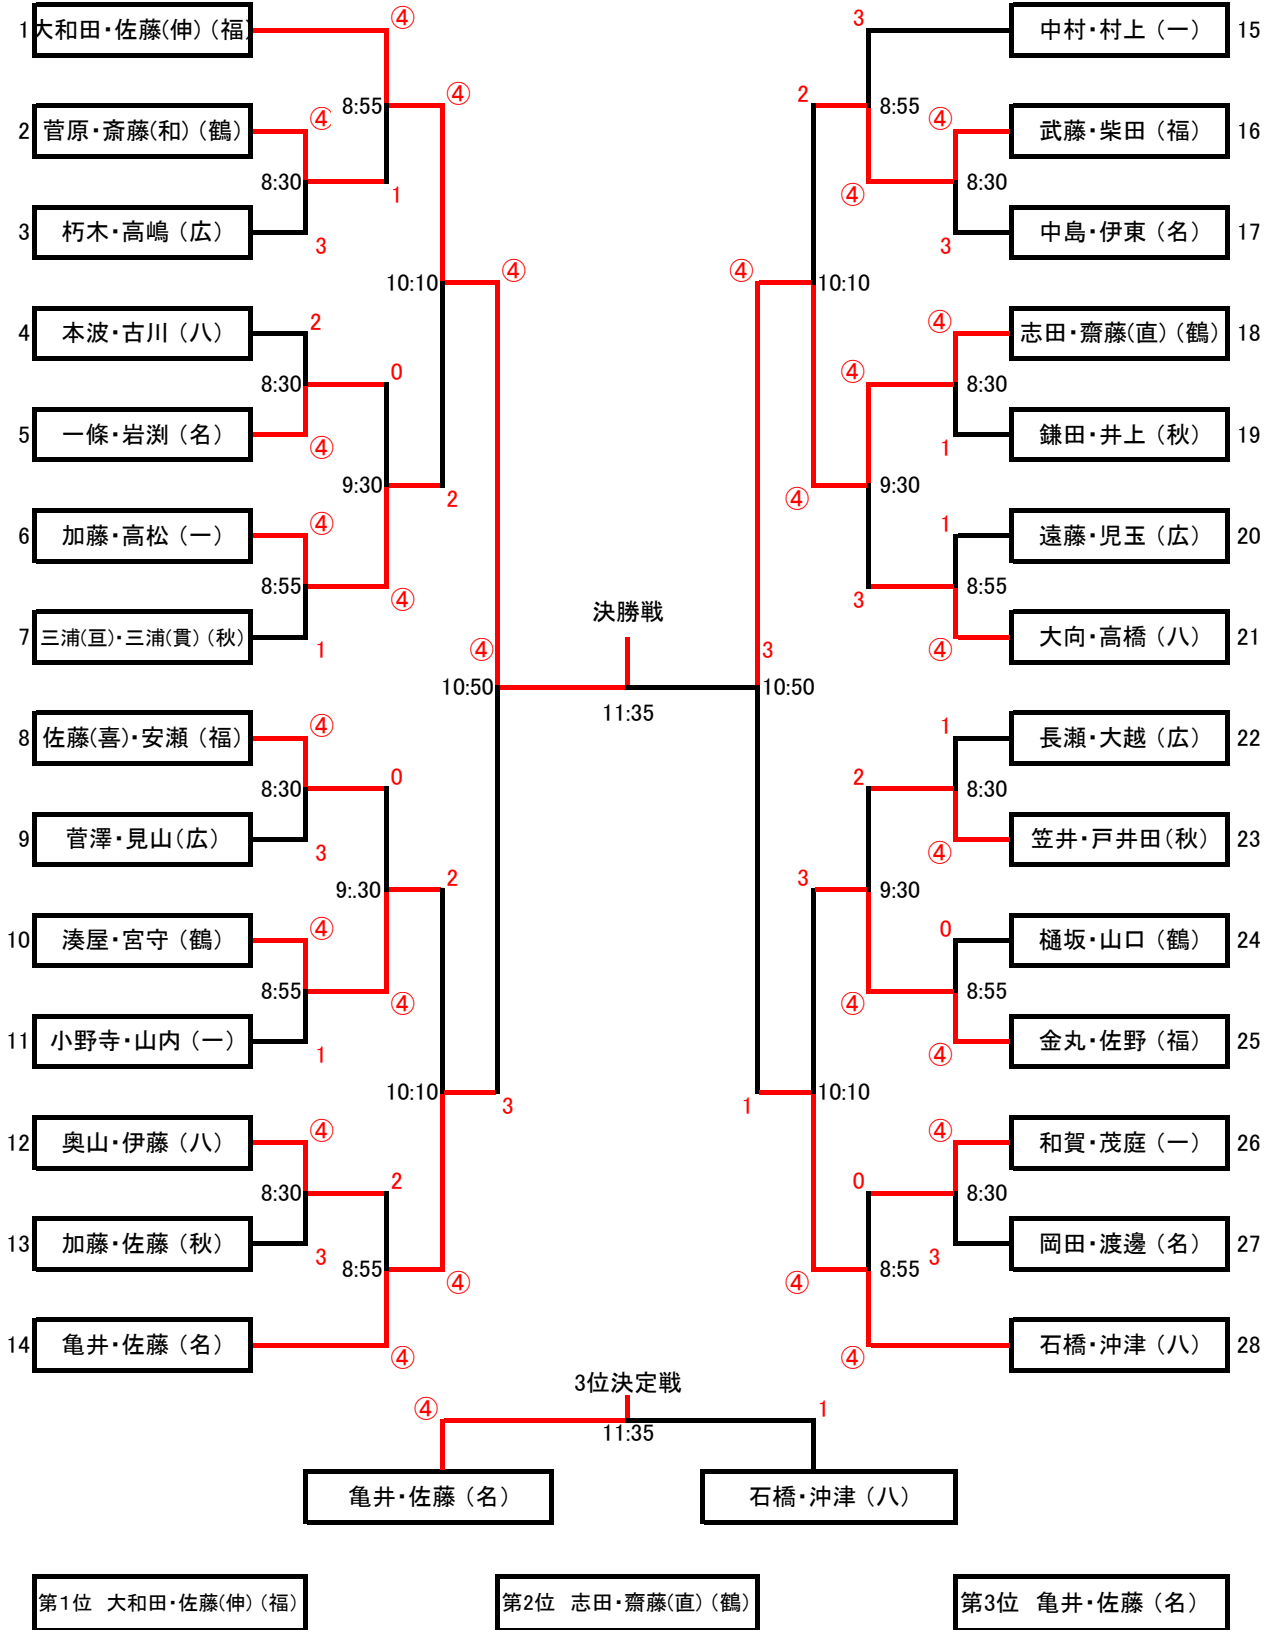 1 大和田・佐藤(伸)(福)
④
3
中村・村上(一) 15
8:55
④
2
8:55
2 菅原・斎藤(和)(鶴)
④
④
武藤・柴田(福) 16
8:30
1
④
8:30
3 朽木・高嶋(広)
3
3
中島・伊東(名) 17
10:10
④
④
10:10
4 本波・古川(八)
2
④
志田・齋藤(直)(鶴) 18
8:30
0
④
8:30
5 一條・岩渕(名)
④
1
鎌田・井上(秋) 19
9:30
2
④
9:30
6 加藤・高松(一)
④
1
遠藤・児玉(広) 20
8:55
④
3
8:55
決勝戦
7 三浦(亘)・三浦(貫)(秋)
1
④
3
④
大向・高橋(八) 21
10:50
11:35
10:50
8 佐藤(喜)・安瀬(福)
④
1
長瀬・大越(広) 22
8:30
0
2
8:30
9 菅澤・見山(広)
3
④
笠井・戸井田(秋) 23
9:.30
2
3
9:30
10 湊屋・宮守(鶴)
④
0
樋坂・山口(鶴) 24
8:55
④
④
8:55
11 小野寺・山内(一)
1
④
金丸・佐野(福) 25
10:10
3
1
10:10
12 奥山・伊藤(八)
④
④
和賀・茂庭(一) 26
8:30
2
0
8:30
13 加藤・佐藤(秋)
3
3
岡田・渡邊(名) 27
8:55
④
④
8:55
14 亀井・佐藤(名)
④
④
石橋・沖津(八) 28
3位決定戦
④
1
11:35
亀井・佐藤(名)
石橋・沖津(八)
第1位 大和田・佐藤(伸)(福)
第2位 志田・齋藤(直)(鶴)
第3位 亀井・佐藤(名)